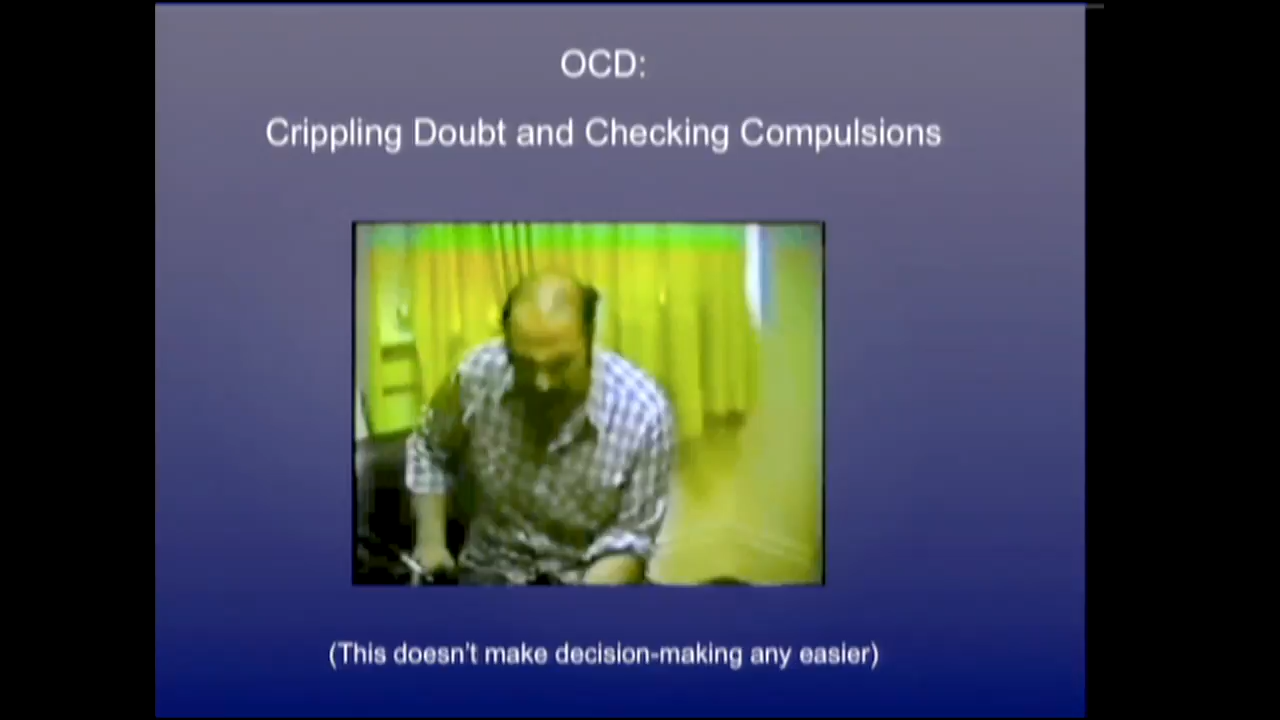 OCD:
Crippling Doubt and Checking Compulsions
(This doesn't make decision-making any easier)